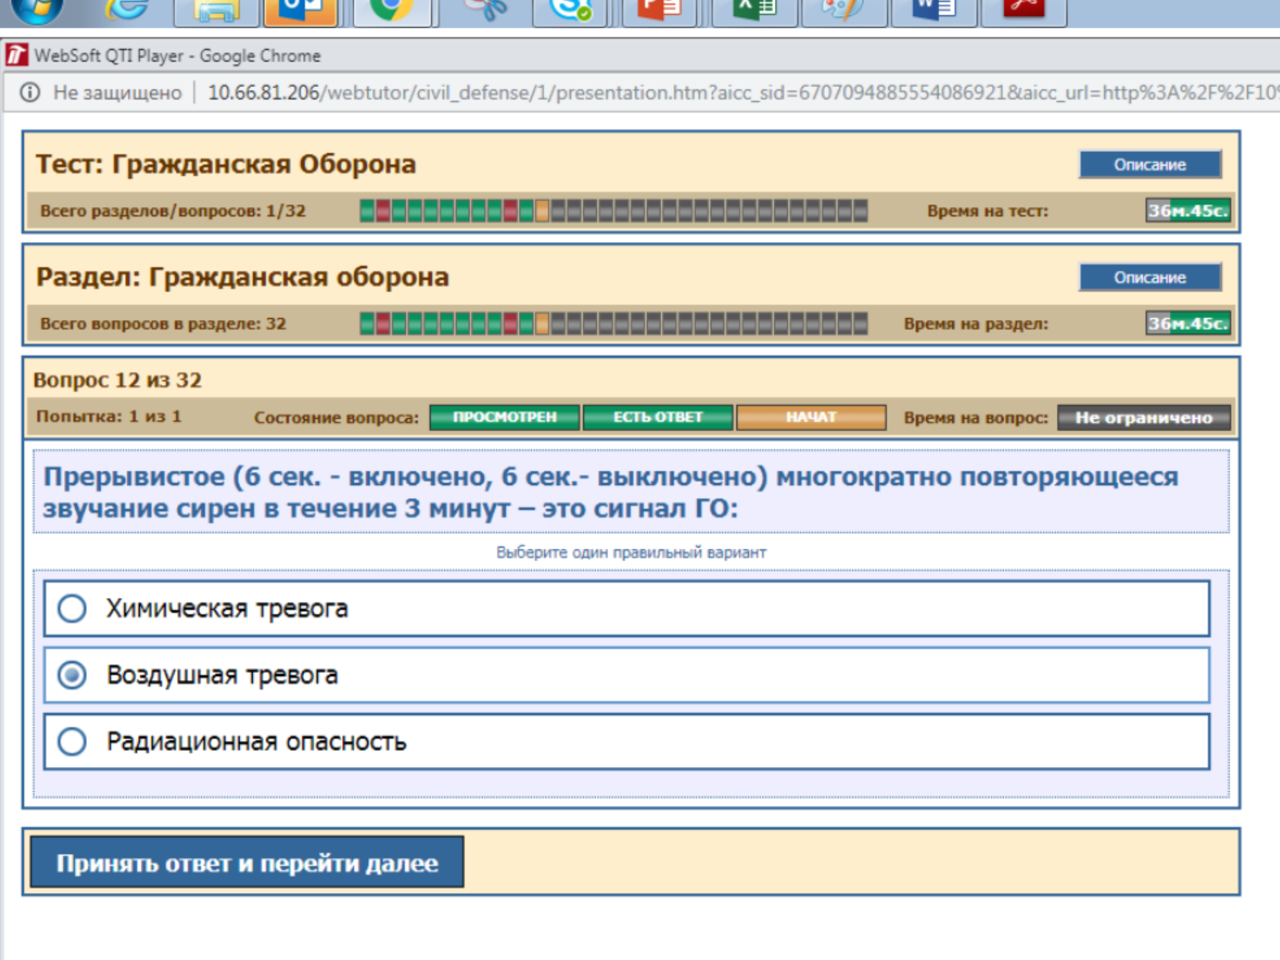 WebSoft QTI Player - Google Chrome
Не защищено | 10.66.81.206/webtutor/civil_defense/1/presentation.htm?aicc_sid=6707094885554086921&aicc_url=http%3A%2F%2F10%
Тест: Гражданская Оборона
Описание
Всего разделов/вопросов: 1/32
Время на тест:
36м.45с.
Раздел: Гражданская оборона
Описание
Всего вопросов в разделе: 32
Время на раздел:
36м.45с.
Вопрос 12 из 32
Попытка: 1 из 1
Состояние вопроса:
ПРОСМОТРЕН
ЕСТЬ ОТВЕТ
НАЧАТ
Время на вопрос:
Не ограничено
Прерывистое (6 сек. - включено, 6 сек.- выключено) многократно повторяющееся
звучание сирен в течение 3 минут – это сигнал ГО:
Выберите один правильный вариант
Химическая тревога
Воздушная тревога
Радиационная опасность
Принять ответ и перейти далее